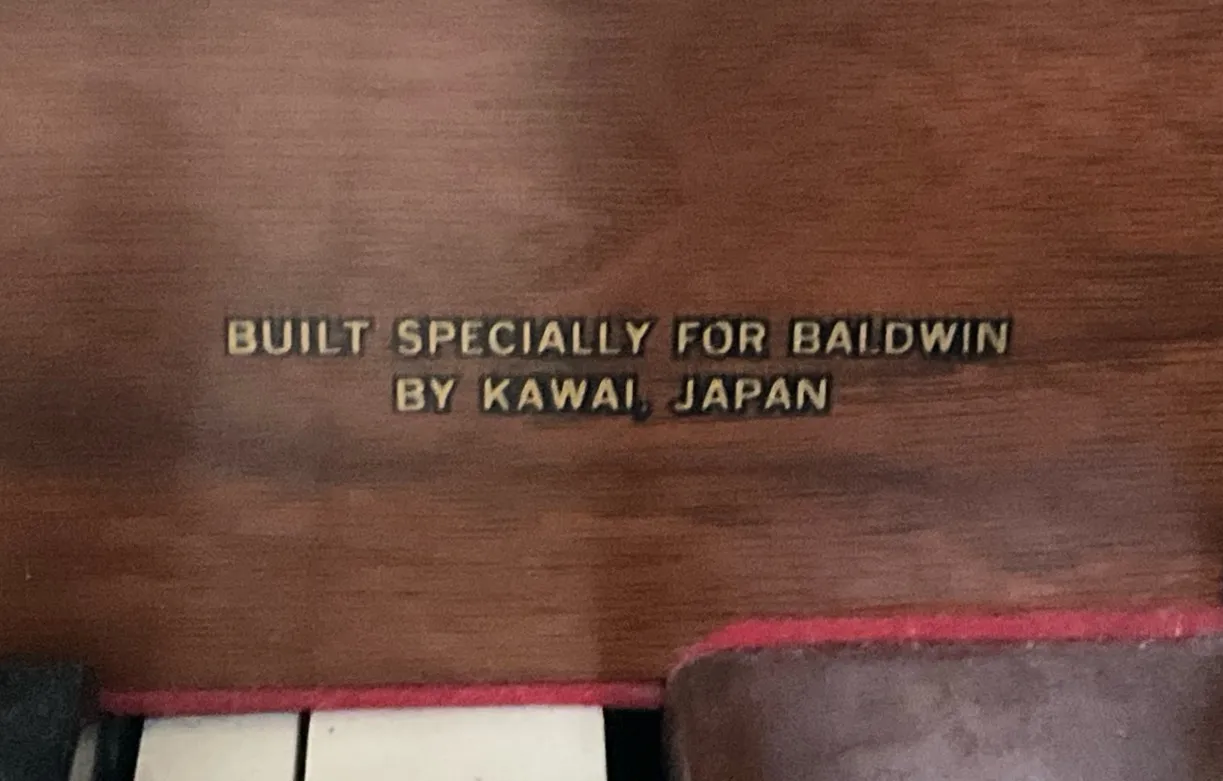 BUILT SPECIALLY FOR BALDWIN
BY KAWAI, JAPAN